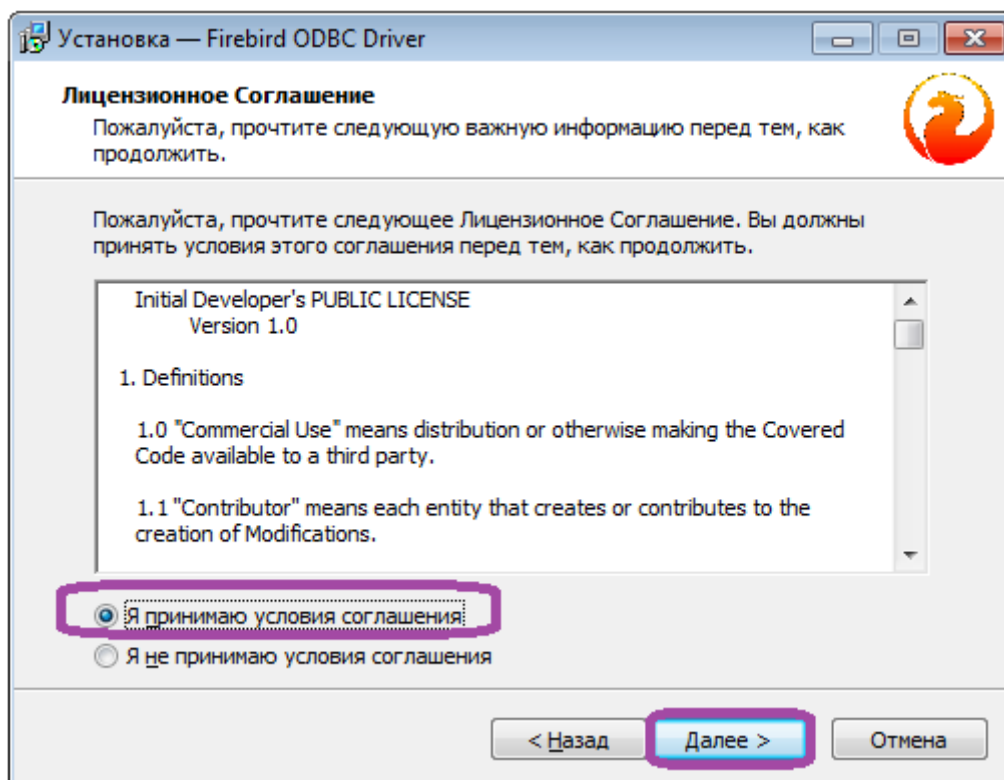 Установка — Firebird ODBC Driver
Лицензионное Соглашение
Пожалуйста, прочтите следующую важную информацию перед тем, как
продолжить.
Пожалуйста, прочтите следующее Лицензионное Соглашение. Вы должны
принять условия этого соглашения перед тем, как продолжить.
Initial Developer's PUBLIC LICENSE
Version 1.0
1. Definitions
1.0 "Commercial Use" means distribution or otherwise making the Covered
Code available to a third party.
1.1 "Contributor" means each entity that creates or contributes to the
creation of Modifications.
Я принимаю условия соглашения
Я не принимаю условия соглашения
< Назад
Далее >
Отмена